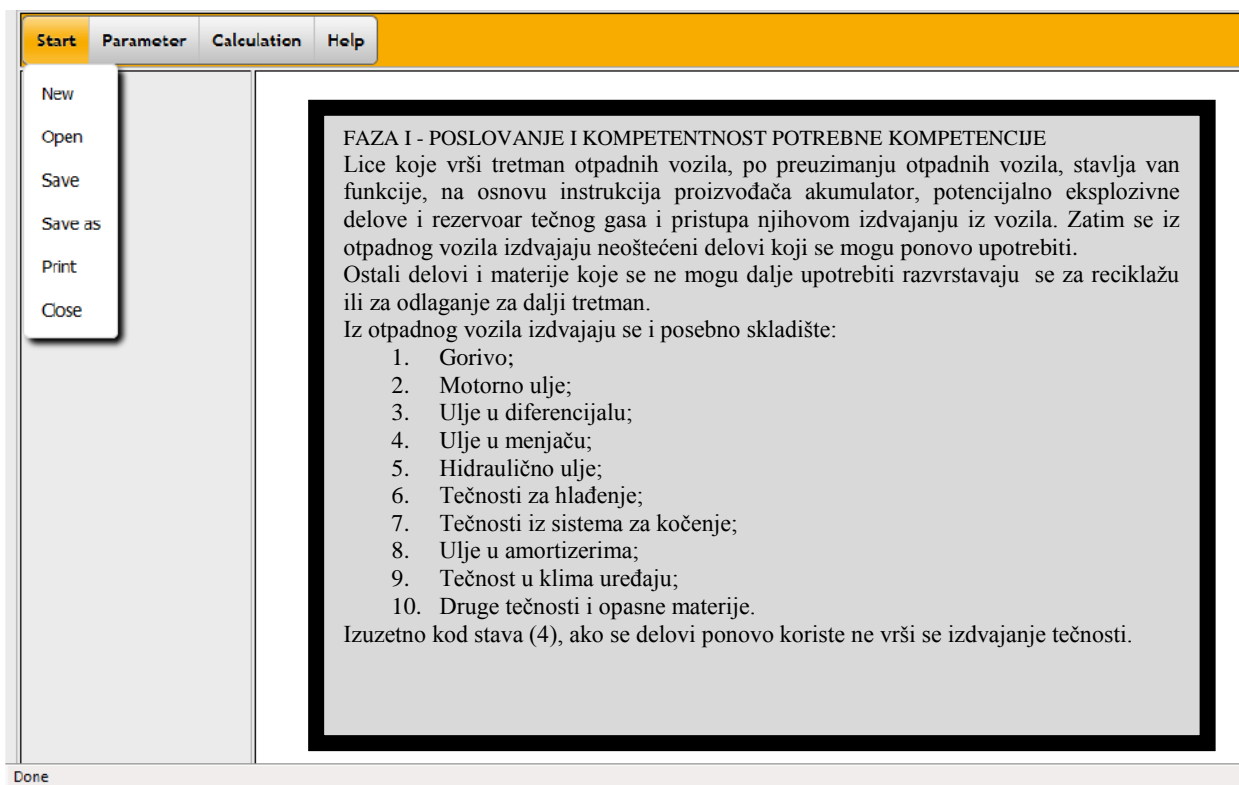 Start Parameter Calculation Help
New
Open
Save
Save as
Print
Close
FAZA I - POSLOVANJE I KOMPETENTNOST POTREBNE KOMPETENCIJE
Lice koje vrši tretman otpadnih vozila, po preuzimanju otpadnih vozila, stavlja van
funkcije, na osnovu instrukcija proizvođača akumulator, potencijalno eksplozivne
delove i rezervoar tečnog gasa i pristupa njihovom izdvajanju iz vozila. Zatim se iz
otpadnog vozila izdvajaju neoštećeni delovi koji se mogu ponovo upotrebiti.
Ostali delovi i materije koje se ne mogu dalje upotrebiti razvrstavaju se za reciklažu
ili za odlaganje za dalji tretman.
Iz otpadnog vozila izdvajaju se i posebno skladište:
1. Gorivo;
2. Motorno ulje;
3. Ulje u diferencijalu;
4. Ulje u menjaču;
5. Hidraulično ulje;
6. Tečnosti za hlađenje;
7. Tečnosti iz sistema za kočenje;
8. Ulje u amortizerima;
9. Tečnost u klima uređaju;
10. Druge tečnosti i opasne materije.
Izuzetno kod stava (4), ako se delovi ponovo koriste ne vrši se izdvajanje tečnosti.
Done